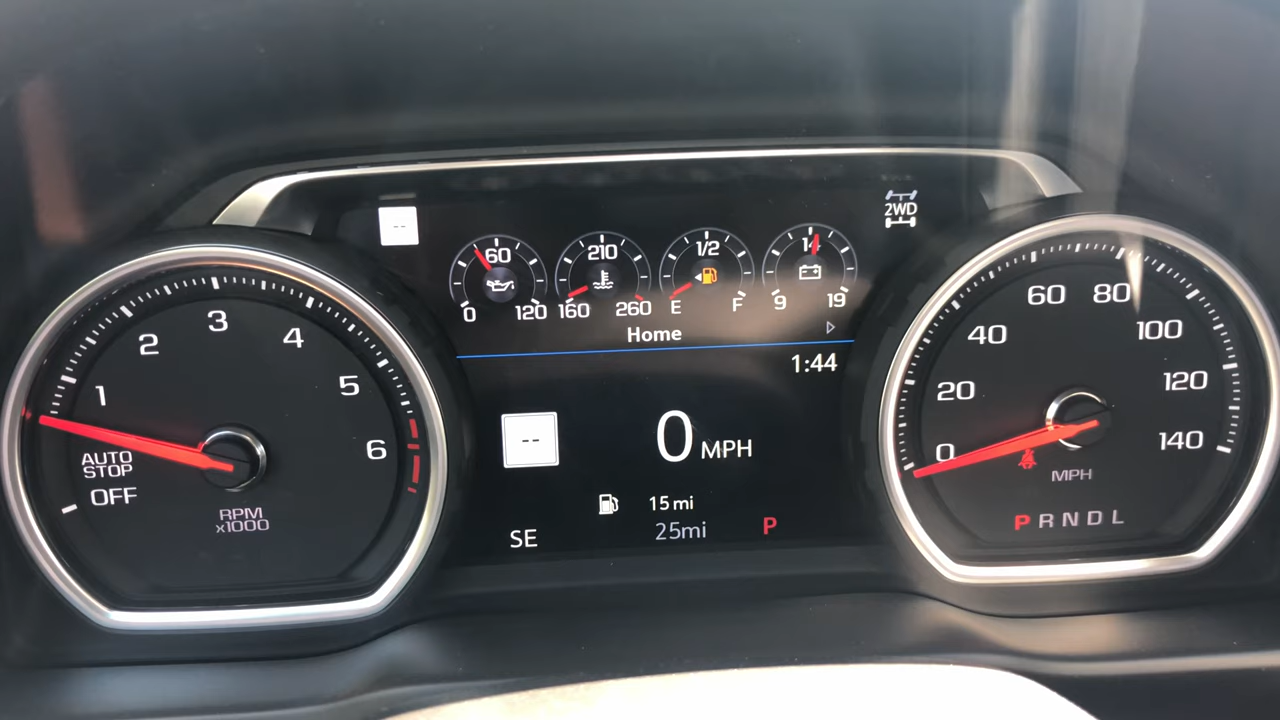 --
2WD
60
0 120
210
160 260
1/2
E F
14
9 19
Home
1:44
--
0 MPH
15 mi
25mi
SE
P
1
2
3
4
5
6
AUTO
STOP
OFF
RPM
x1000
0
20
40
60
80
100
120
140
MPH
P R N D L